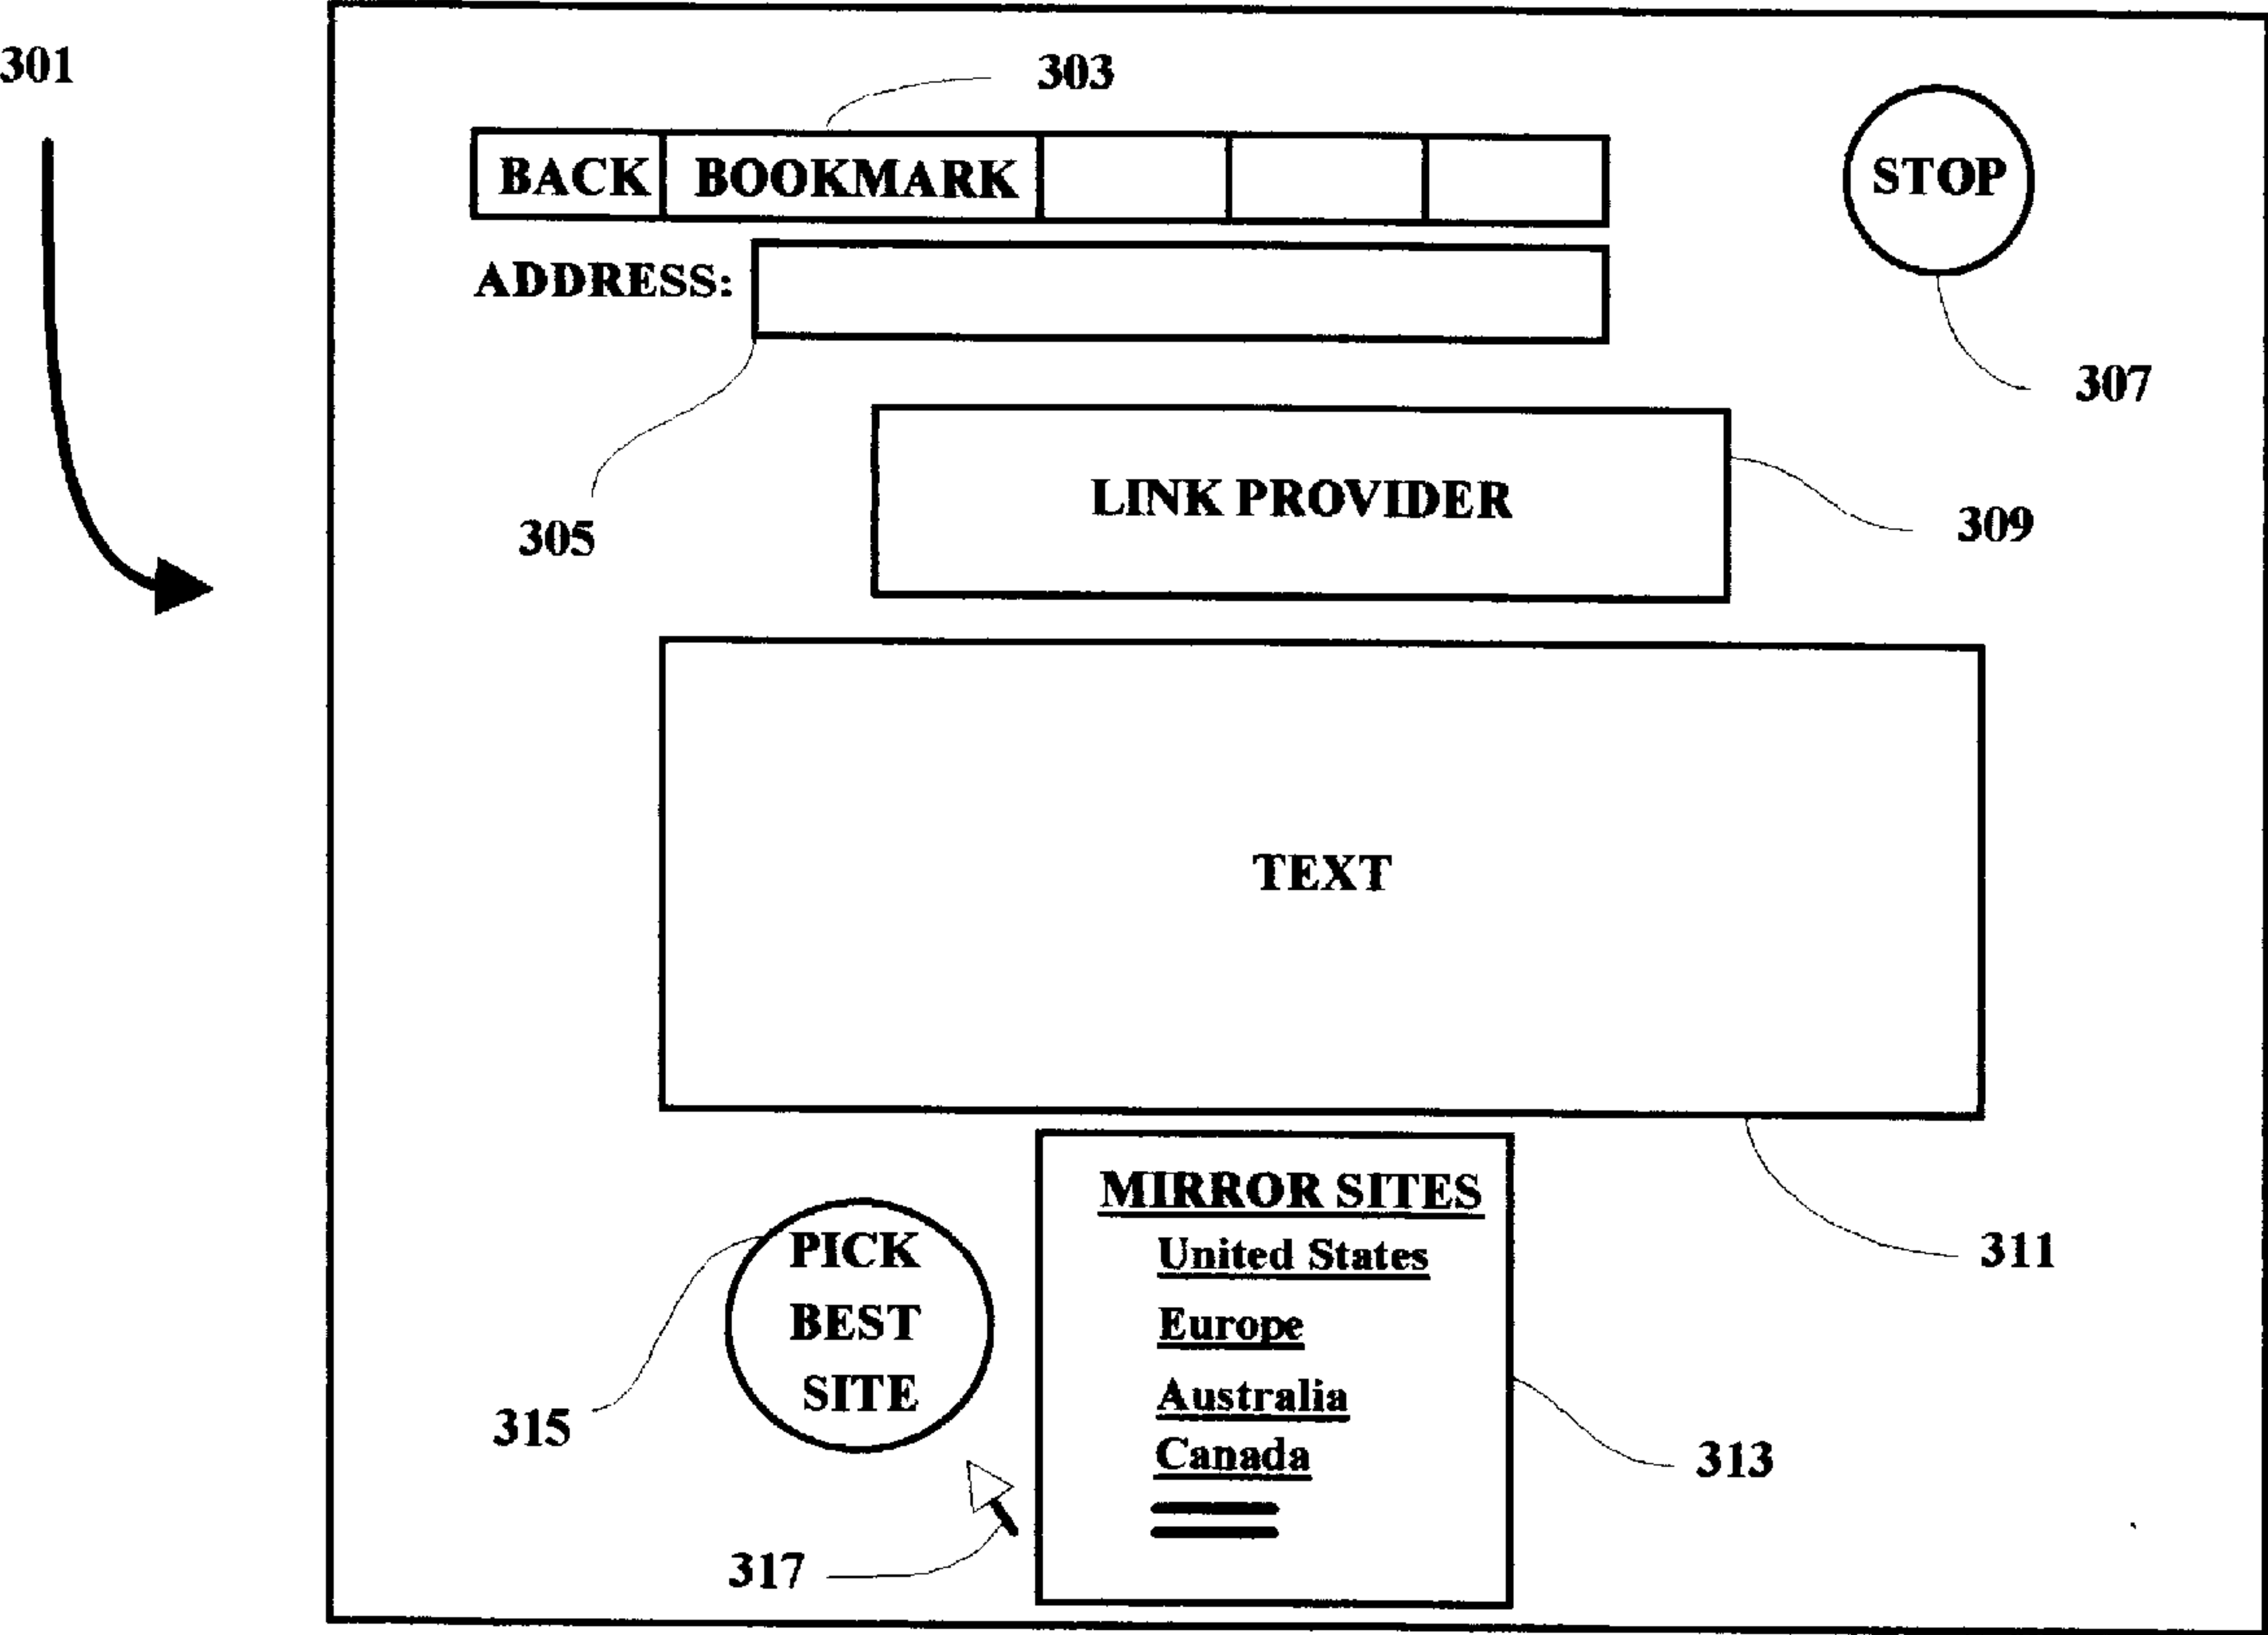 301
303
BACK BOOKMARK
STOP
ADDRESS:
307
LINK PROVIDER
309
305
TEXT
MIRROR SITES
United States
Europe
Australia
Canada
311
PICK
BEST
SITE
315
313
317